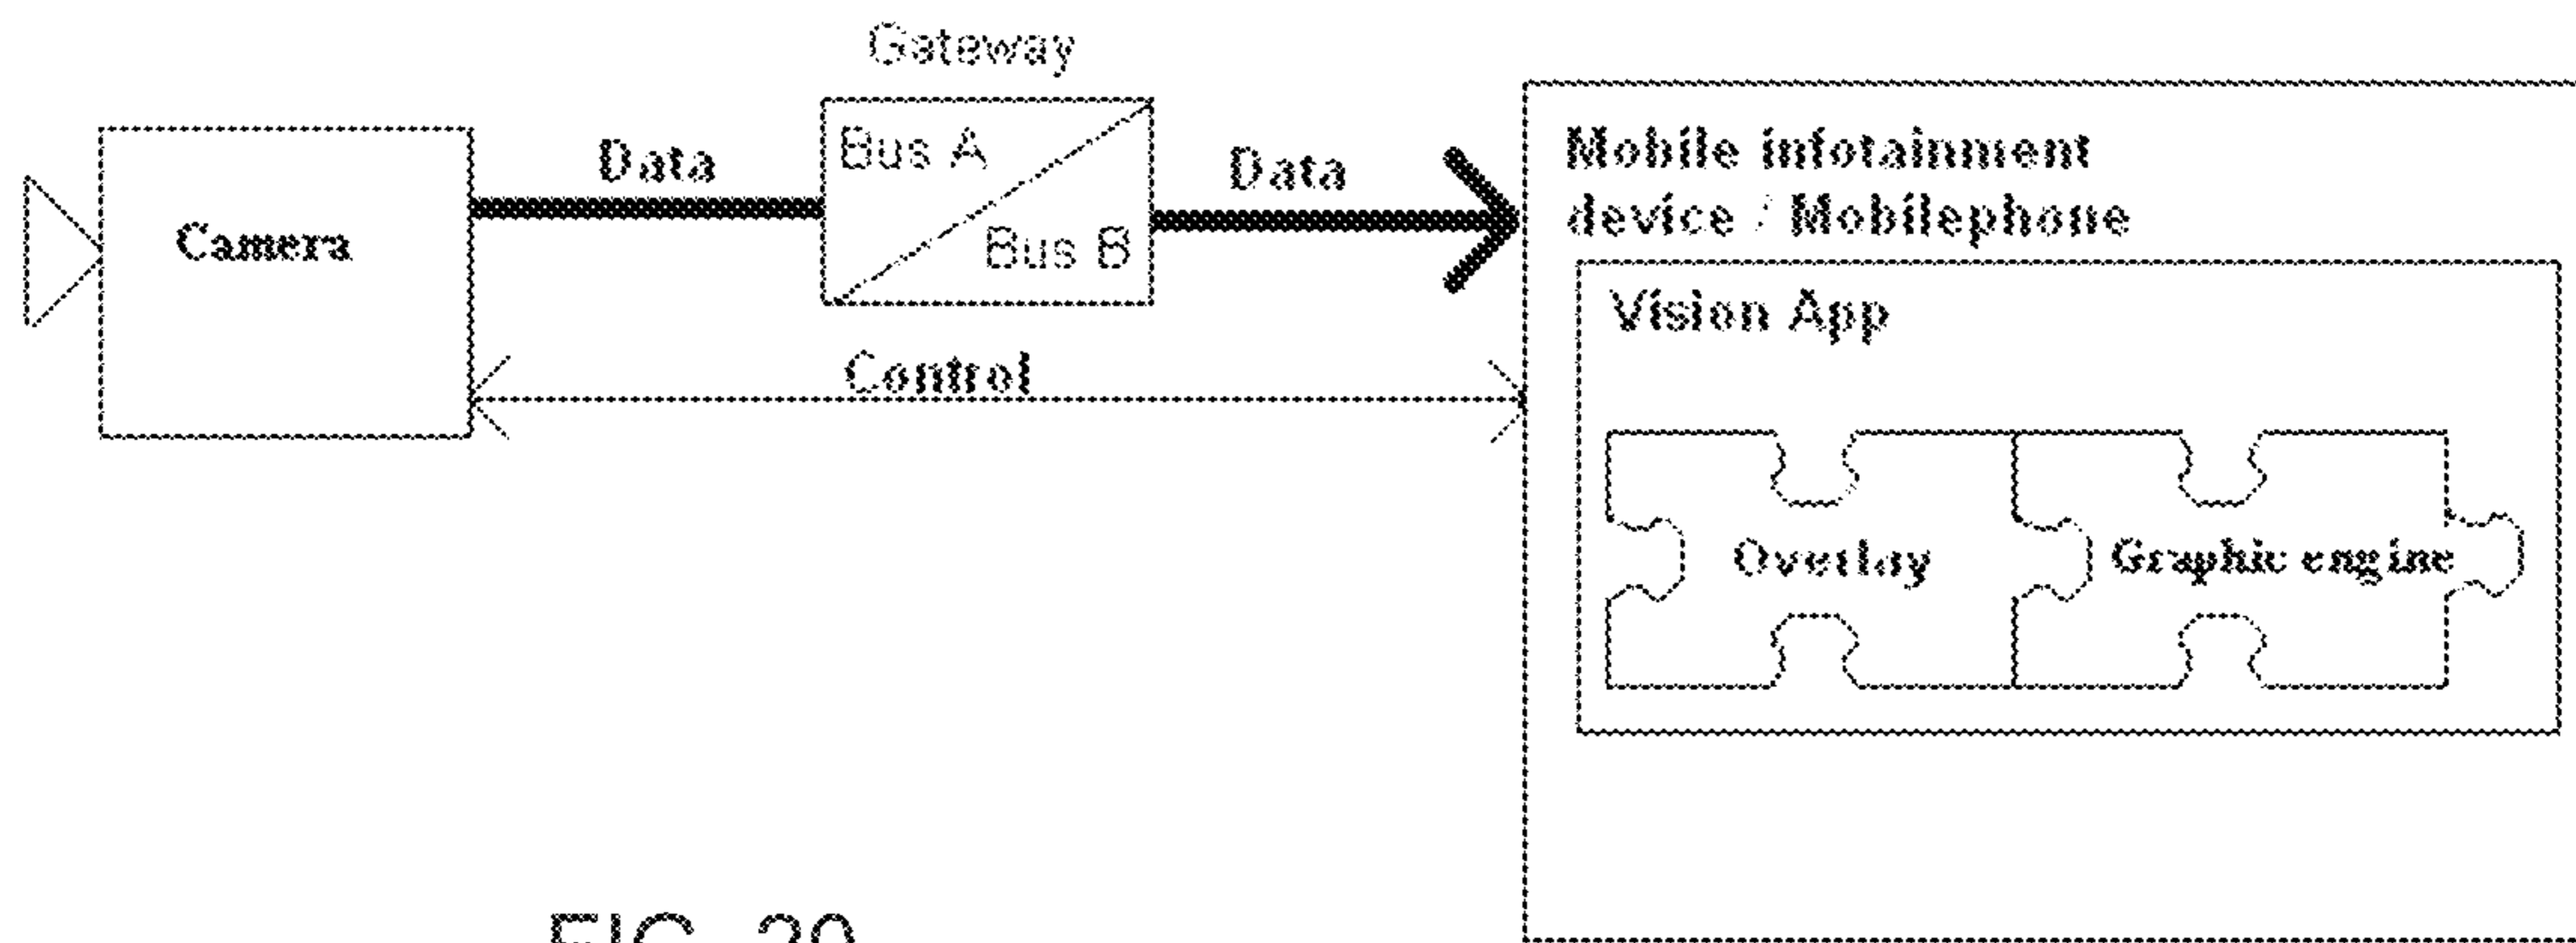 Gateway
Camera
Data
Bus A
Bus B
Data
Control
Mobile infotainment
device / Mobilephone
Vision App
Overlay
Graphic engine